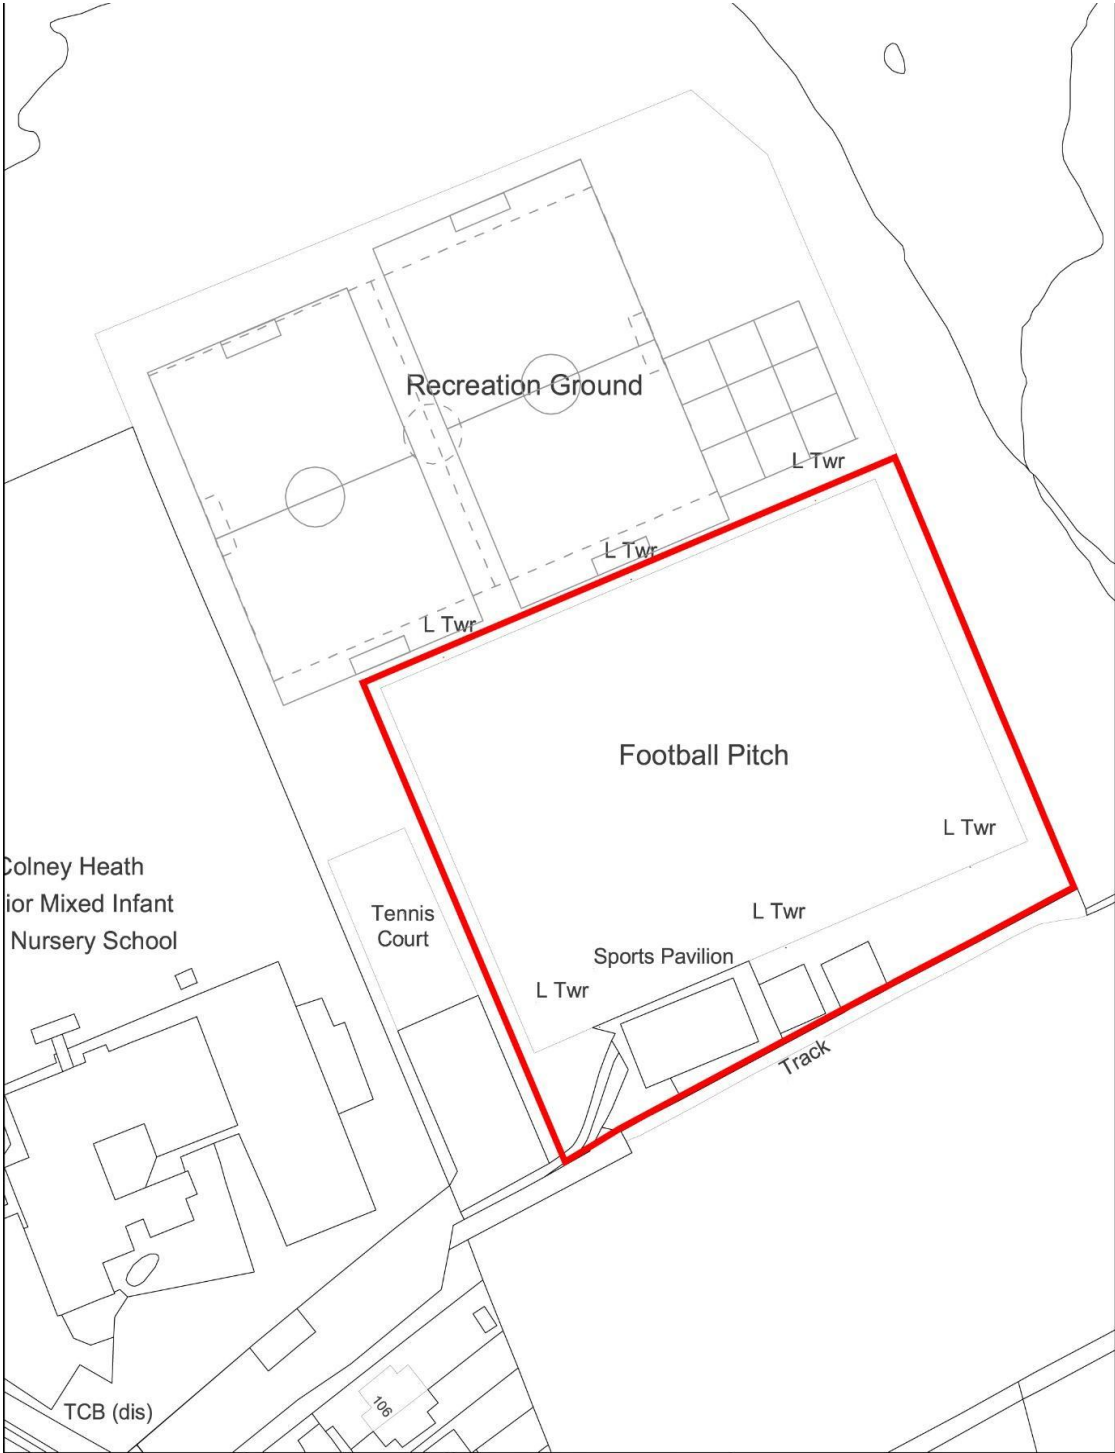 Recreation Ground
L Twr
L Twr
L Twr
Football Pitch
L Twr
Colney Heath
ior Mixed Infant
Nursery School
Tennis
Court
L Twr
Sports Pavilion
L Twr
Track
106
TCB (dis)